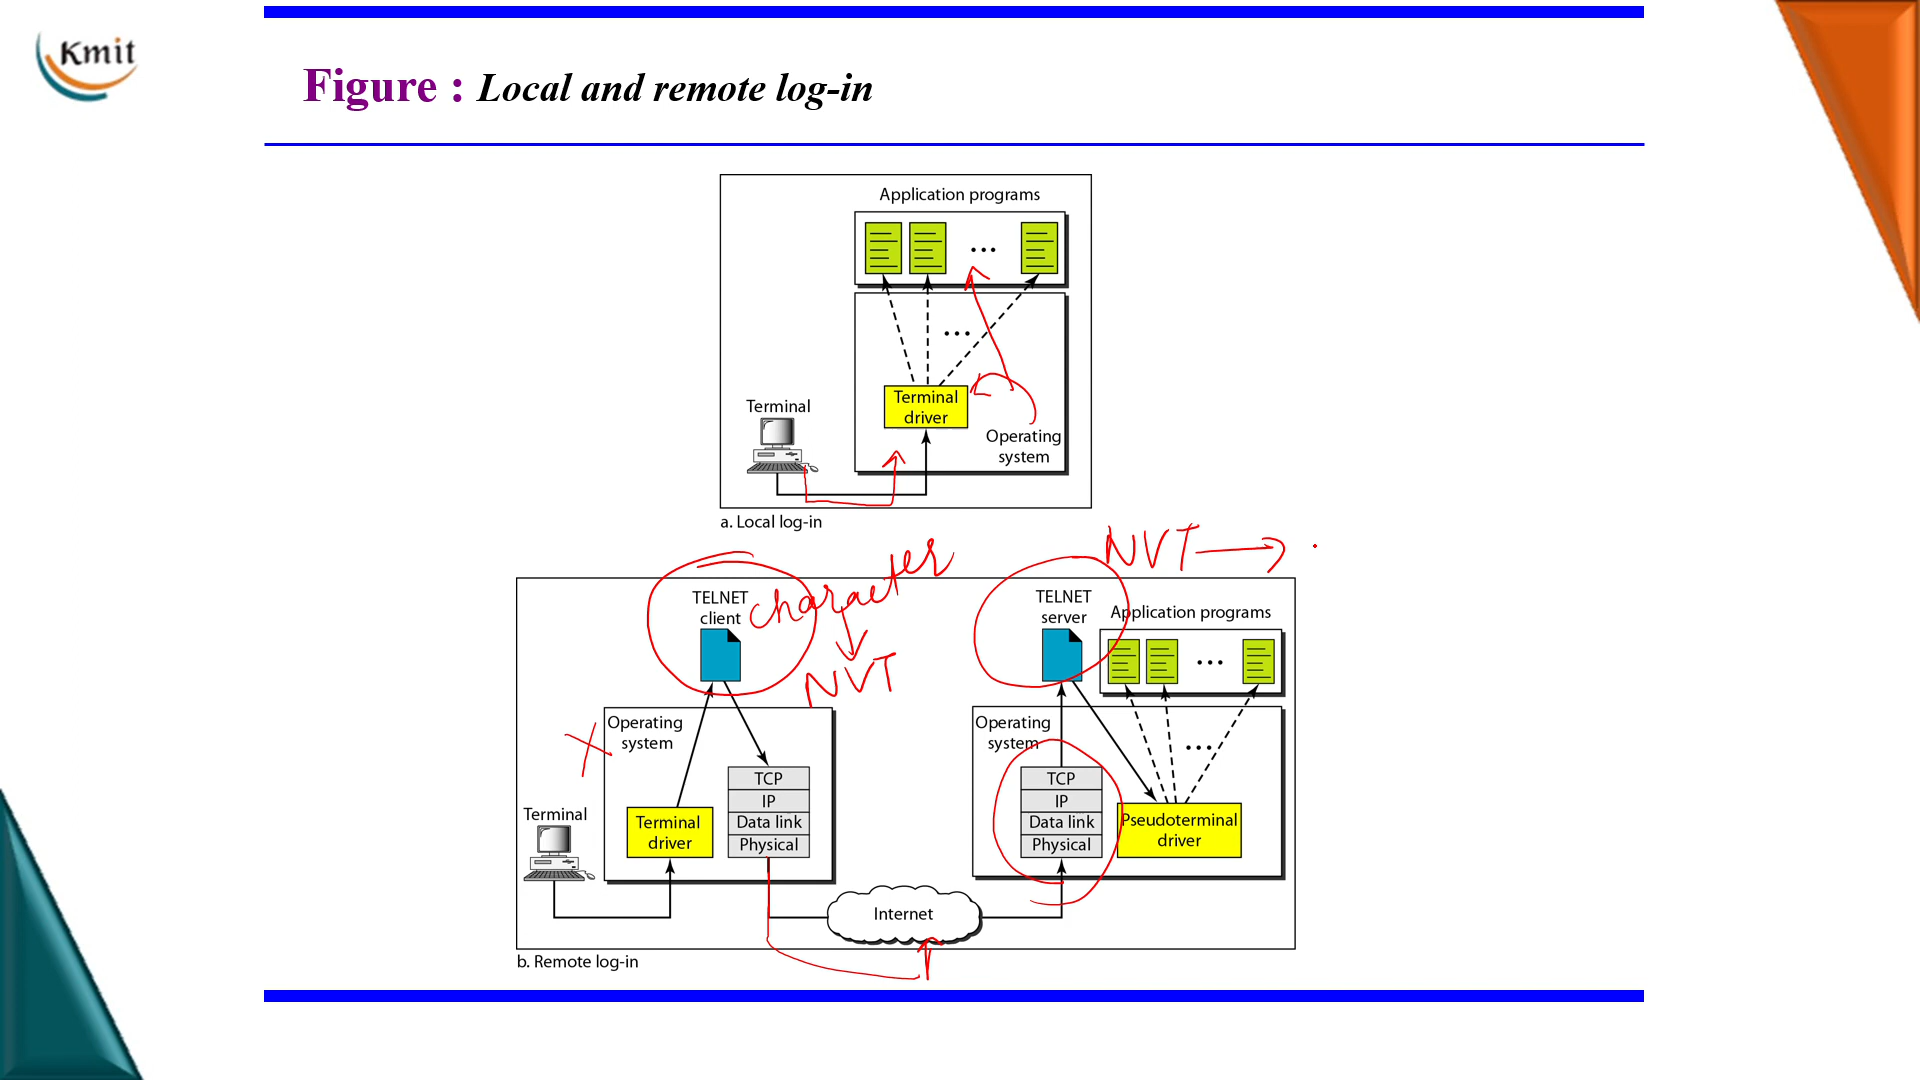 Kmit
Figure : Local and remote log-in
Application programs
...
...
Terminal
driver
Terminal
Operating
system
a. Local log-in
NVT
character
NVT
TELNET
client
TELNET
server
Application programs
...
Operating
system
Operating
system
...
TCP
IP
Data link
Physical
TCP
IP
Data link
Physical
Terminal
Terminal
driver
Pseudoterminal
driver
Internet
b. Remote log-in